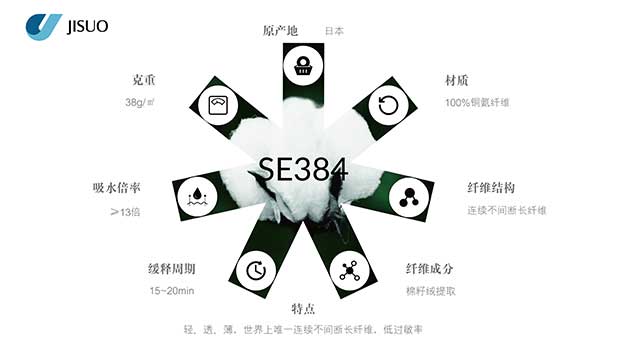 JISUO
原产地
日本
克重
38g/㎡
材质
100%铜氨纤维
SE384
吸水倍率
≥13倍
纤维结构
连续不间断长纤维
缓释周期
15~20min
纤维成分
棉籽绒提取
特点
轻、透、薄、世界上唯一连续不间断长纤维、低过敏率